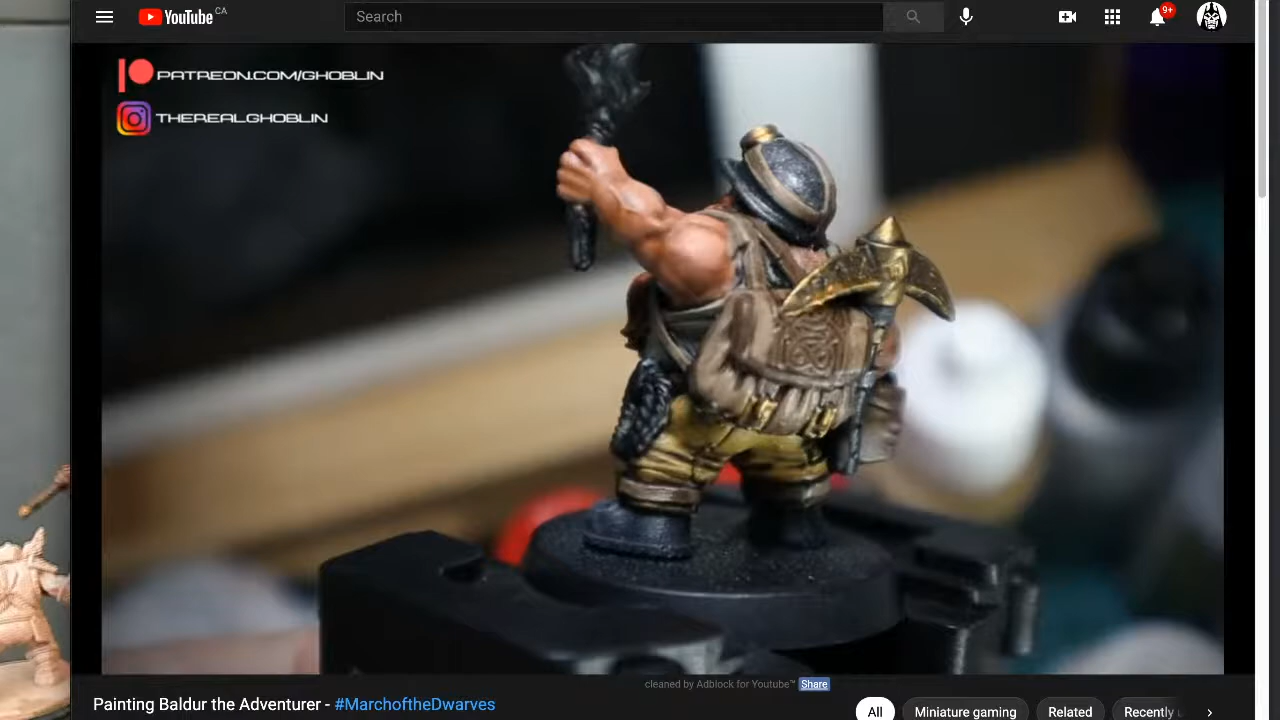 YouTube CA
Search
9+
PATREON.COM/GHOBLIN
THEREALGHOBLIN
cleaned by Adblock for Youtube™ Share
Painting Baldur the Adventurer - #MarchoftheDwarves
All
Miniature gaming
Related
Recently